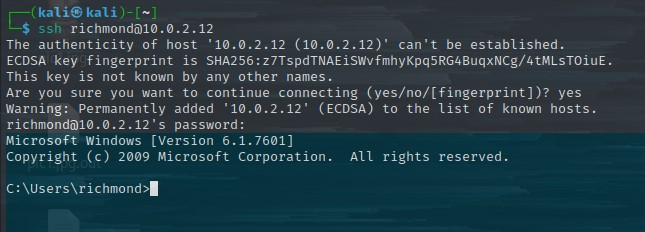 ┌──(kali㉿kali)-[~]
└─$ ssh richmond@10.0.2.12
The authenticity of host '10.0.2.12 (10.0.2.12)' can't be established.
ECDSA key fingerprint is SHA256:z7TspdTNAEiSWvfmhyKpq5RG4BuqxNCg/4tMLsTOiuE.
This key is not known by any other names.
Are you sure you want to continue connecting (yes/no/[fingerprint])? yes
Warning: Permanently added '10.0.2.12' (ECDSA) to the list of known hosts.
richmond@10.0.2.12's password:
Microsoft Windows [Version 6.1.7601]
Copyright (c) 2009 Microsoft Corporation.  All rights reserved.
C:\Users\richmond>